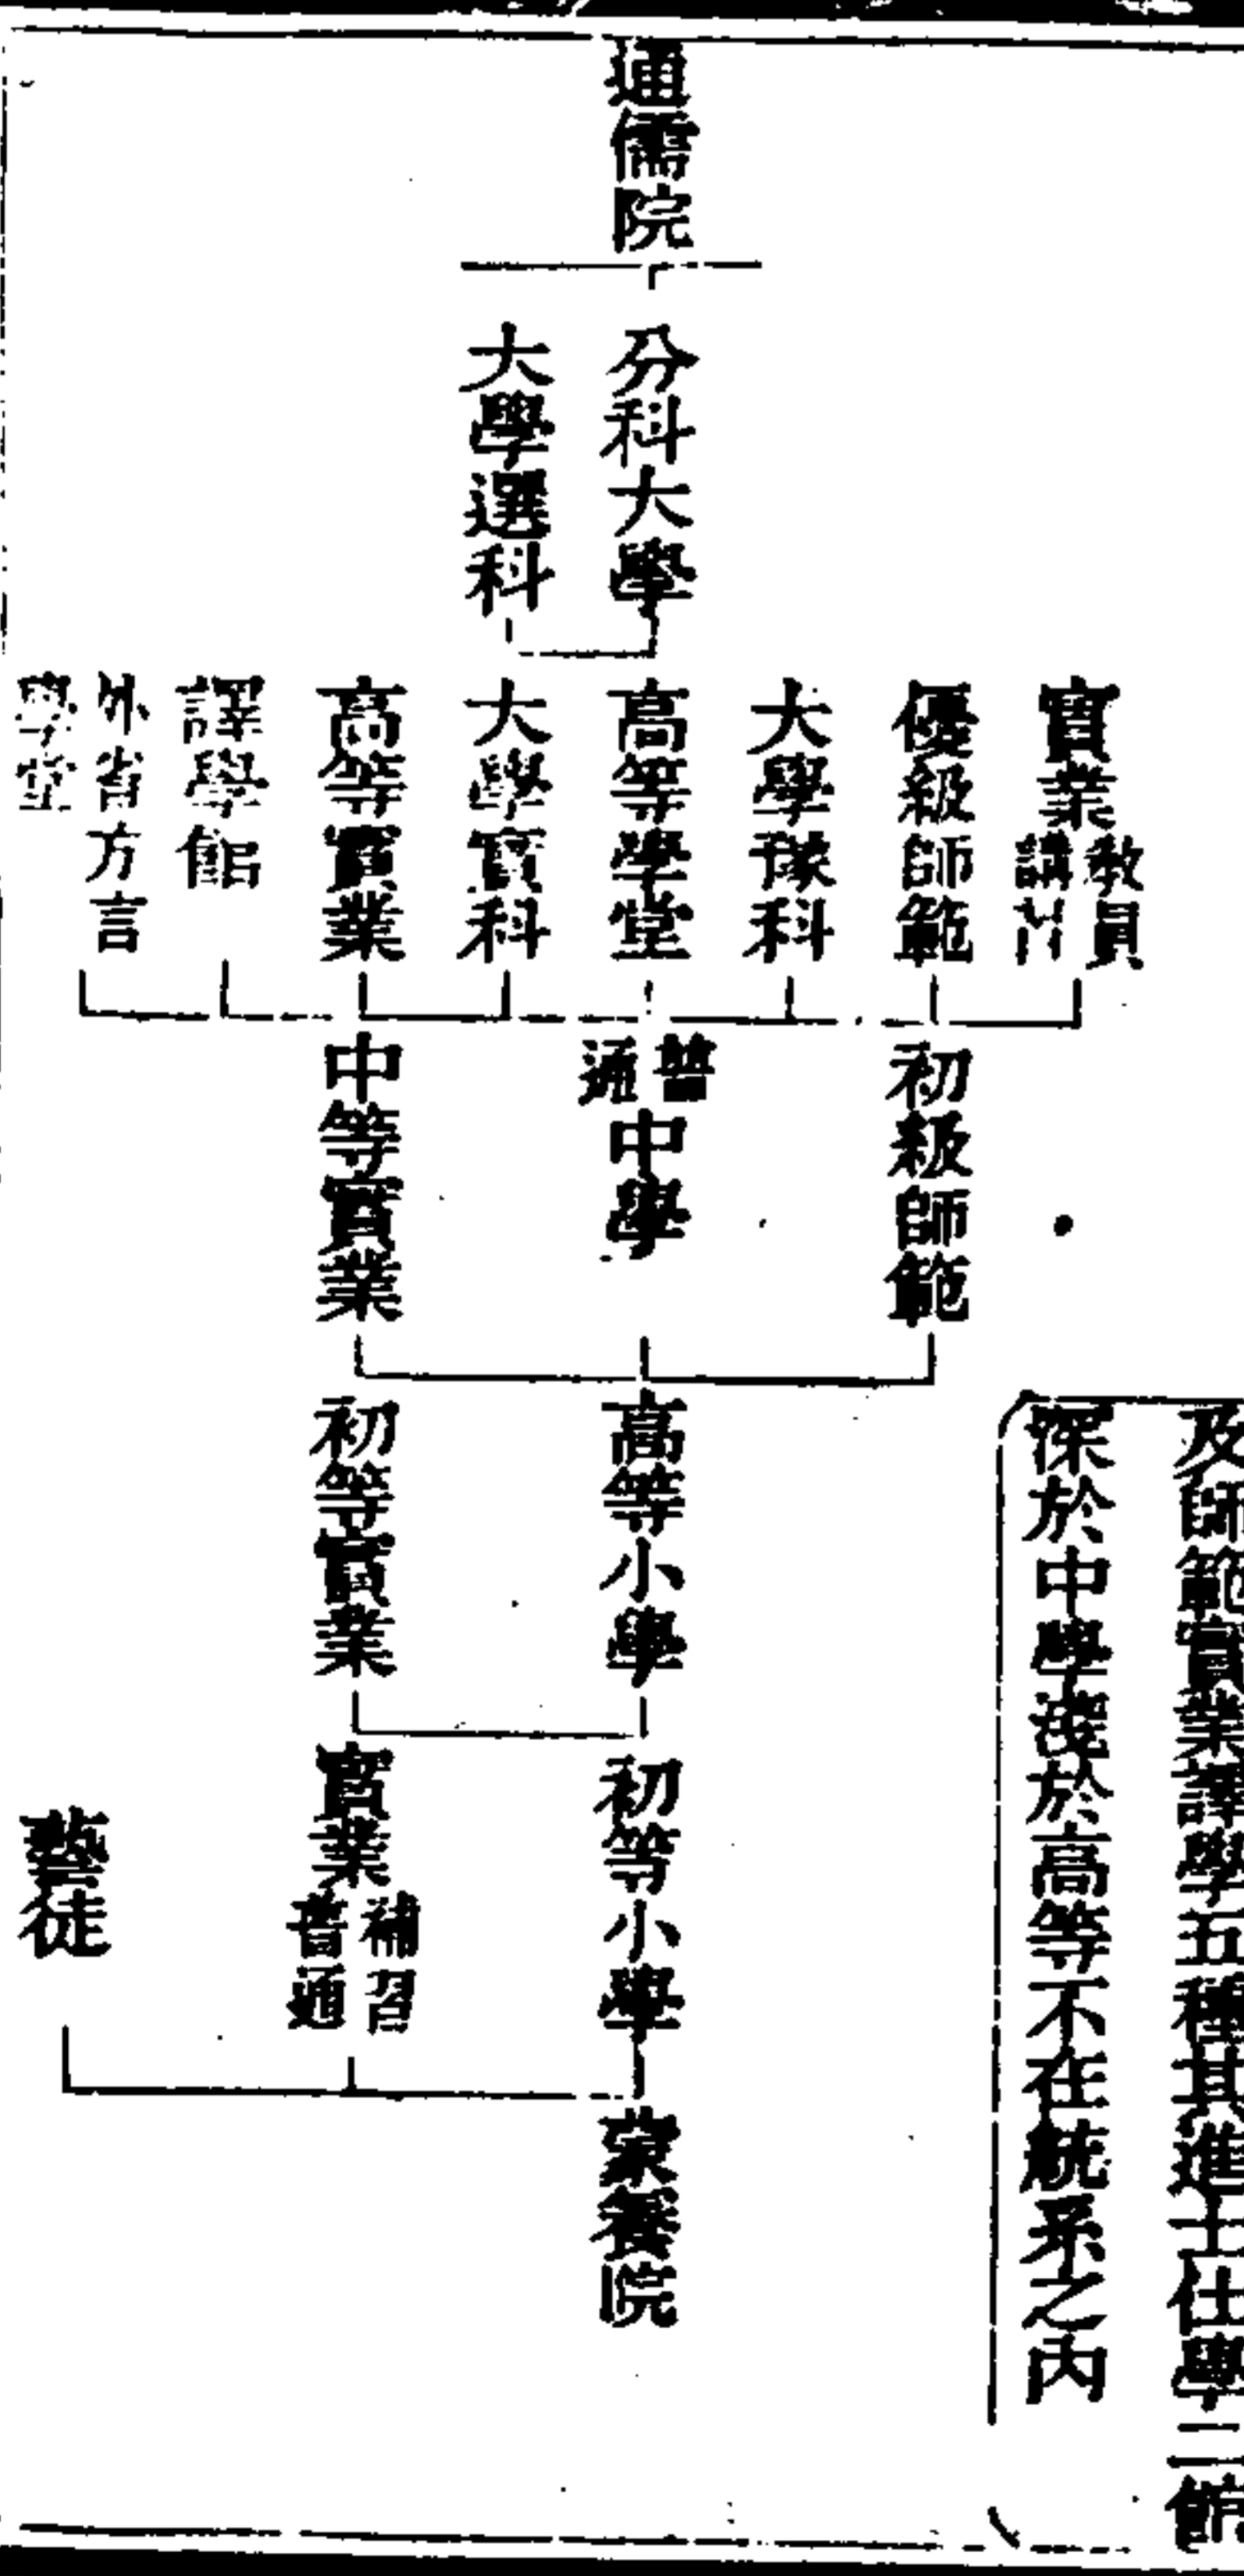 及師範實業譯學五種其進士仕學二館
深於中學淺於高等不在統系之內
通儒院
分科大學
大學選科
實業教員講習
優級師範
大學豫科
高等學堂
大學實科
高等實業
譯學館
外省方言學堂
初級師範
普通中學
中等實業
高等小學
初等實業
初等小學
實業補習普通
藝徒
蒙養院